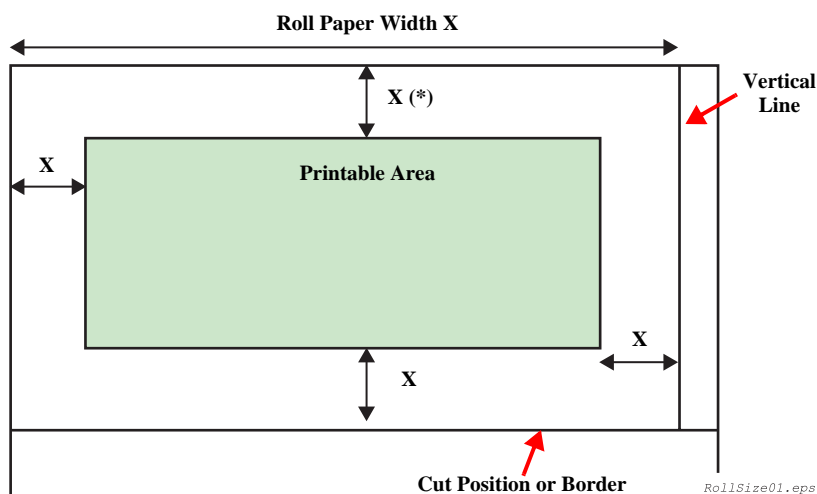 Roll Paper Width X
Vertical
Line
X (*)
X
Printable Area
X
X
Cut Position or Border
RollSize01.eps